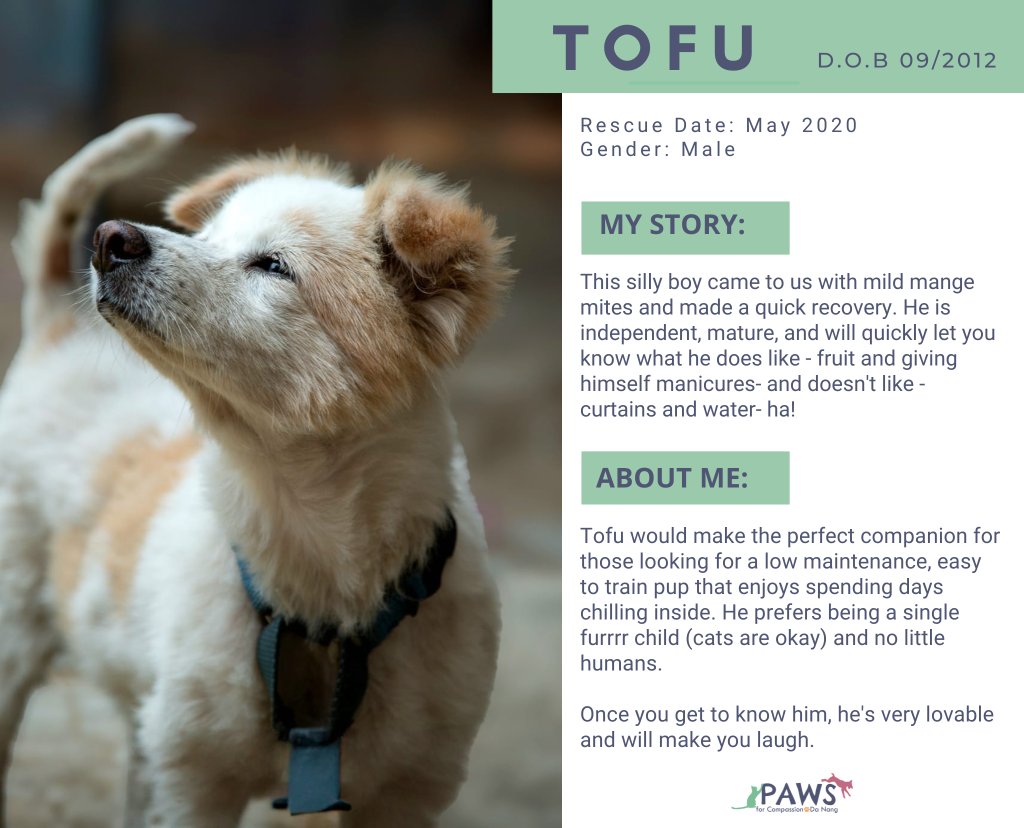 TOFU
D.O.B 09/2012
Rescue Date: May 2020
Gender: Male
MY STORY:
This silly boy came to us with mild mange
mites and made a quick recovery. He is
independent, mature, and will quickly let you
know what he does like - fruit and giving
himself manicures- and doesn't like -
curtains and water- ha!
ABOUT ME:
Tofu would make the perfect companion for
those looking for a low maintenance, easy
to train pup that enjoys spending days
chilling inside. He prefers being a single
furrrr child (cats are okay) and no little
humans.
Once you get to know him, he's very lovable
and will make you laugh.
PAWS
for Compassion@Da Nang